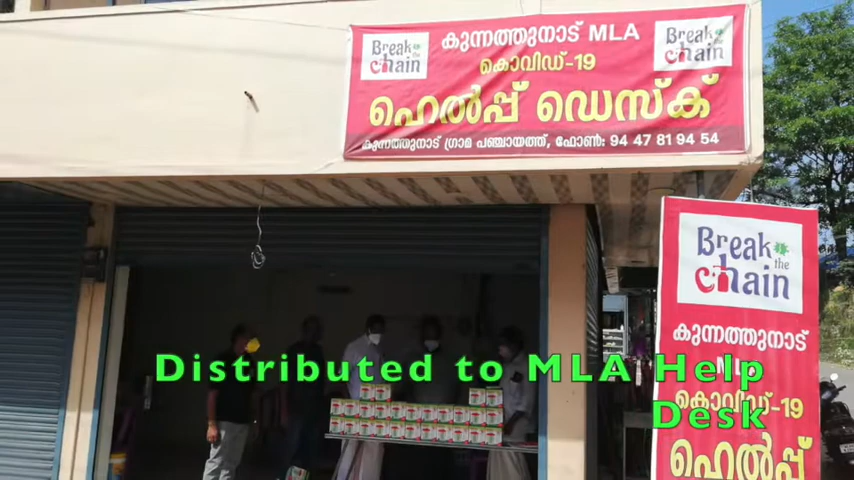 Break the chain
കുന്നത്തുനാട് MLA
കൊവിഡ്-19
ഹെൽപ്പ് ഡെസ്ക്
കുന്നത്തുനാട് ഗ്രാമ പഞ്ചായത്ത്, ഫോൺ: 94 47 81 94 54
Break the chain
Break the chain
കുന്നത്തുനാട്
MLA
കൊവിഡ്-19
ഹെൽപ്പ്
Distributed to MLA Help
Desk